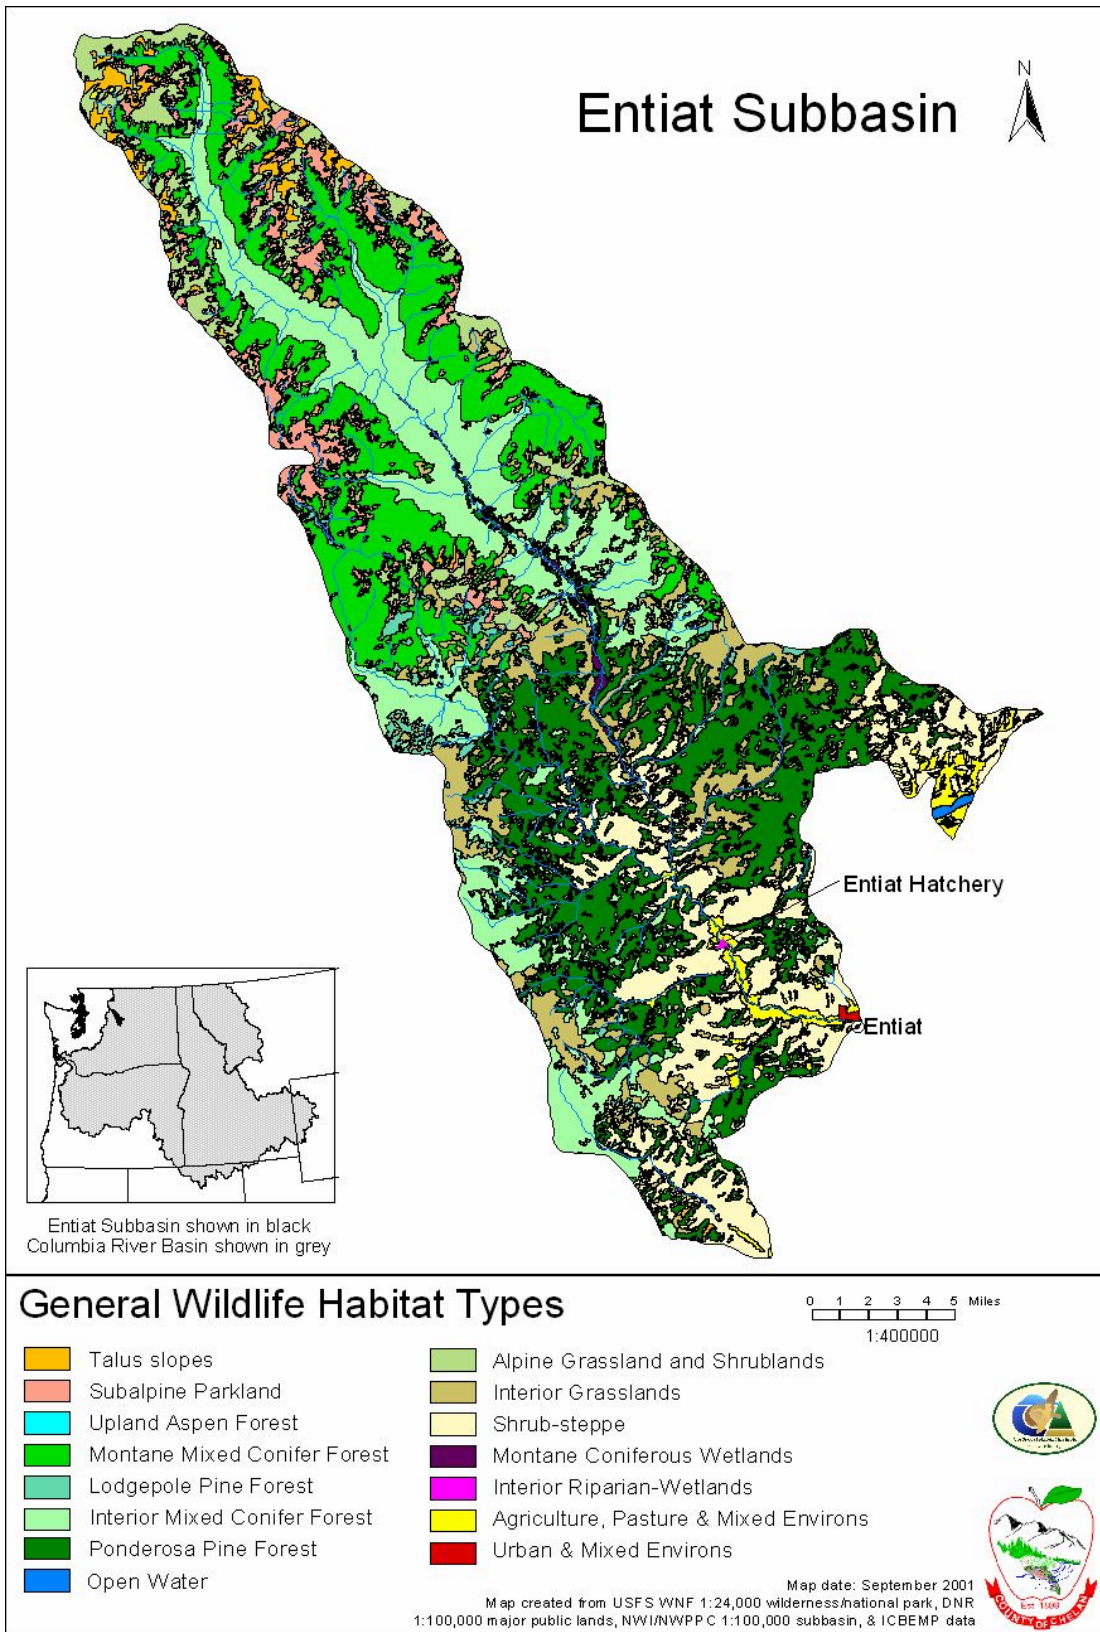 Entiat Subbasin
N
Entiat Hatchery
Entiat
Entiat Subbasin shown in black
Columbia River Basin shown in grey
General Wildlife Habitat Types
0 1 2 3 4 5 Miles
1:400000
Talus slopes
Subalpine Parkland
Upland Aspen Forest
Montane Mixed Conifer Forest
Lodgepole Pine Forest
Interior Mixed Conifer Forest
Ponderosa Pine Forest
Open Water
Alpine Grassland and Shrublands
Interior Grasslands
Shrub-steppe
Montane Coniferous Wetlands
Interior Riparian-Wetlands
Agriculture, Pasture & Mixed Environs
Urban & Mixed Environs
Map date: September 2001
Map created from USFS WNF 1:24,000 wilderness/national park, DNR
1:100,000 major public lands, NWI/NWPPC 1:100,000 subbasin, & ICBEMP data
Est 1899
COUNTY OF CHELAN